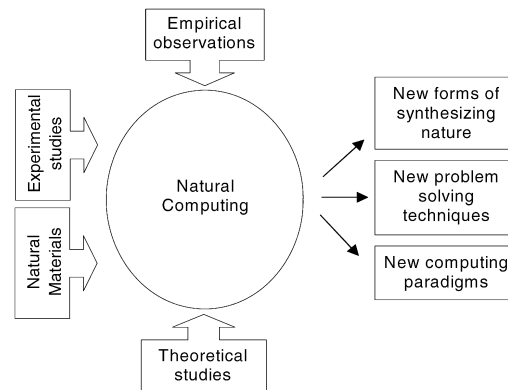 Empirical
observations
Experimental
studies
Natural
Materials
Natural
Computing
Theoretical
studies
New forms of
synthesizing
nature
New problem
solving
techniques
New computing
paradigms